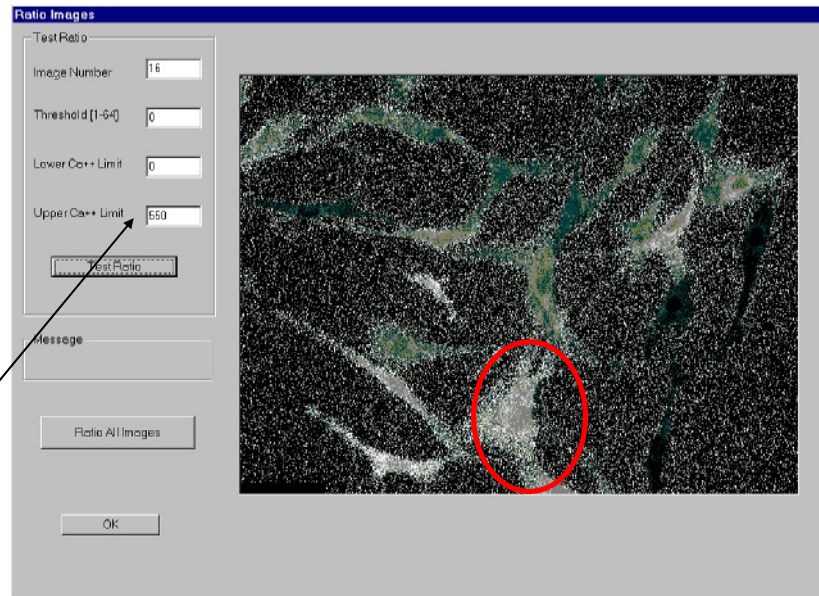 Ratio Images
Test Ratio
Image Number 16
Threshold [1-64] 0
Lower Ca++ Limit 0
Upper Ca++ Limit 550
Test Ratio
Message
Ratio All Images
OK